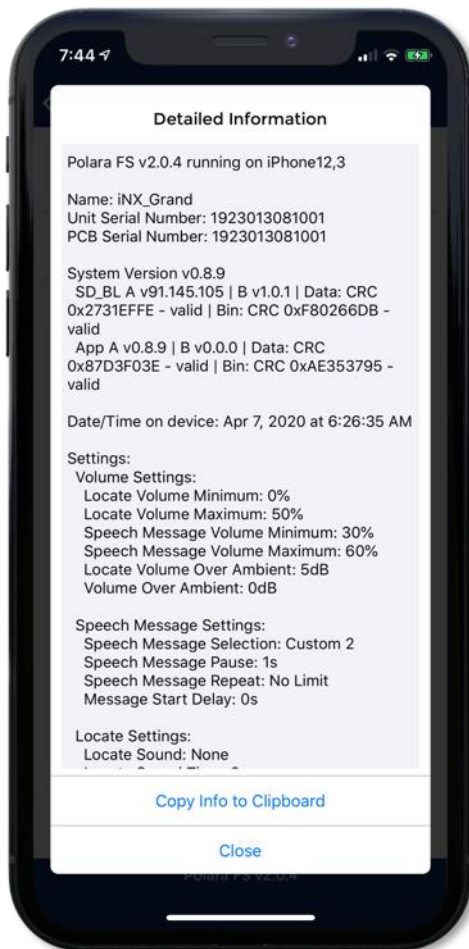 7:44
Detailed Information
Polara FS v2.0.4 running on iPhone12,3
Name: iNX_Grand
Unit Serial Number: 1923013081001
PCB Serial Number: 1923013081001
System Version v0.8.9
SD_BL A v91.145.105 | B v1.0.1 | Data: CRC
0x2731EFFE - valid | Bin: CRC 0xF80266DB -
valid
App A v0.8.9 | B v0.0.0 | Data: CRC
0x87D3F03E - valid | Bin: CRC 0xAE353795 -
valid
Date/Time on device: Apr 7, 2020 at 6:26:35 AM
Settings:
Volume Settings:
Locate Volume Minimum: 0%
Locate Volume Maximum: 50%
Speech Message Volume Minimum: 30%
Speech Message Volume Maximum: 60%
Locate Volume Over Ambient: 5dB
Volume Over Ambient: 0dB
Speech Message Settings:
Speech Message Selection: Custom 2
Speech Message Pause: 1s
Speech Message Repeat: No Limit
Message Start Delay: 0s
Locate Settings:
Locate Sound: None
Copy Info to Clipboard
Close
Polara FS v2.0.4